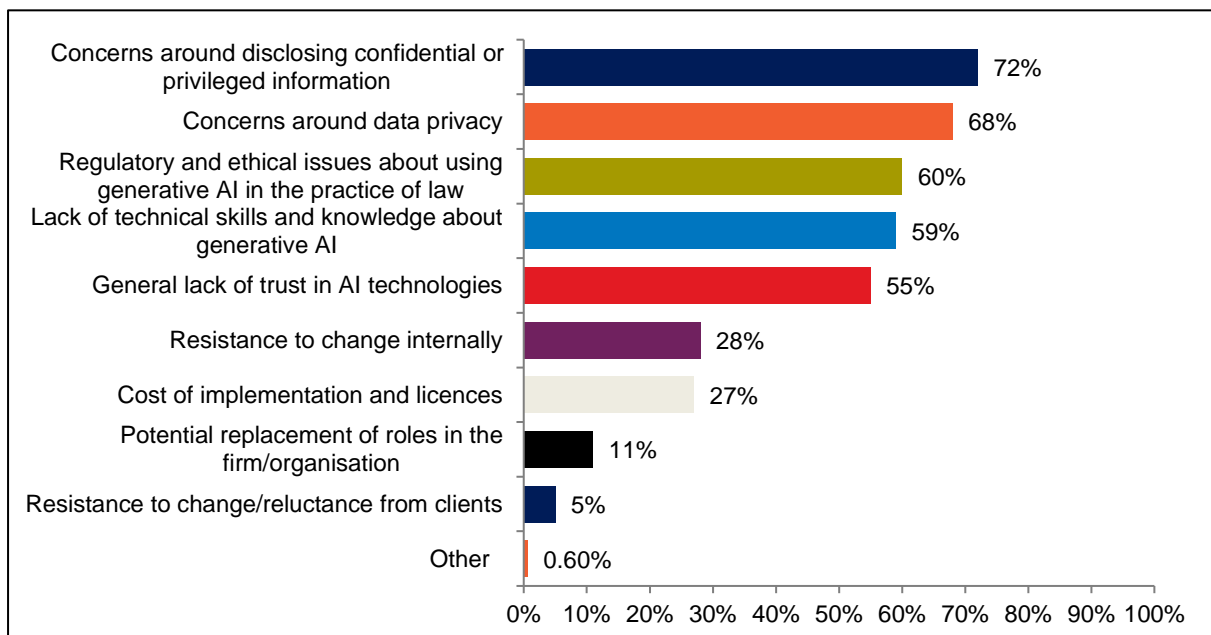 Concerns around disclosing confidential or
privileged information
72%
Concerns around data privacy
68%
Regulatory and ethical issues about using
generative AI in the practice of law
60%
Lack of technical skills and knowledge about
generative AI
59%
General lack of trust in AI technologies
55%
Resistance to change internally
28%
Cost of implementation and licences
27%
Potential replacement of roles in the
firm/organisation
11%
Resistance to change/reluctance from clients
5%
Other
0.60%
0% 10% 20% 30% 40% 50% 60% 70% 80% 90% 100%